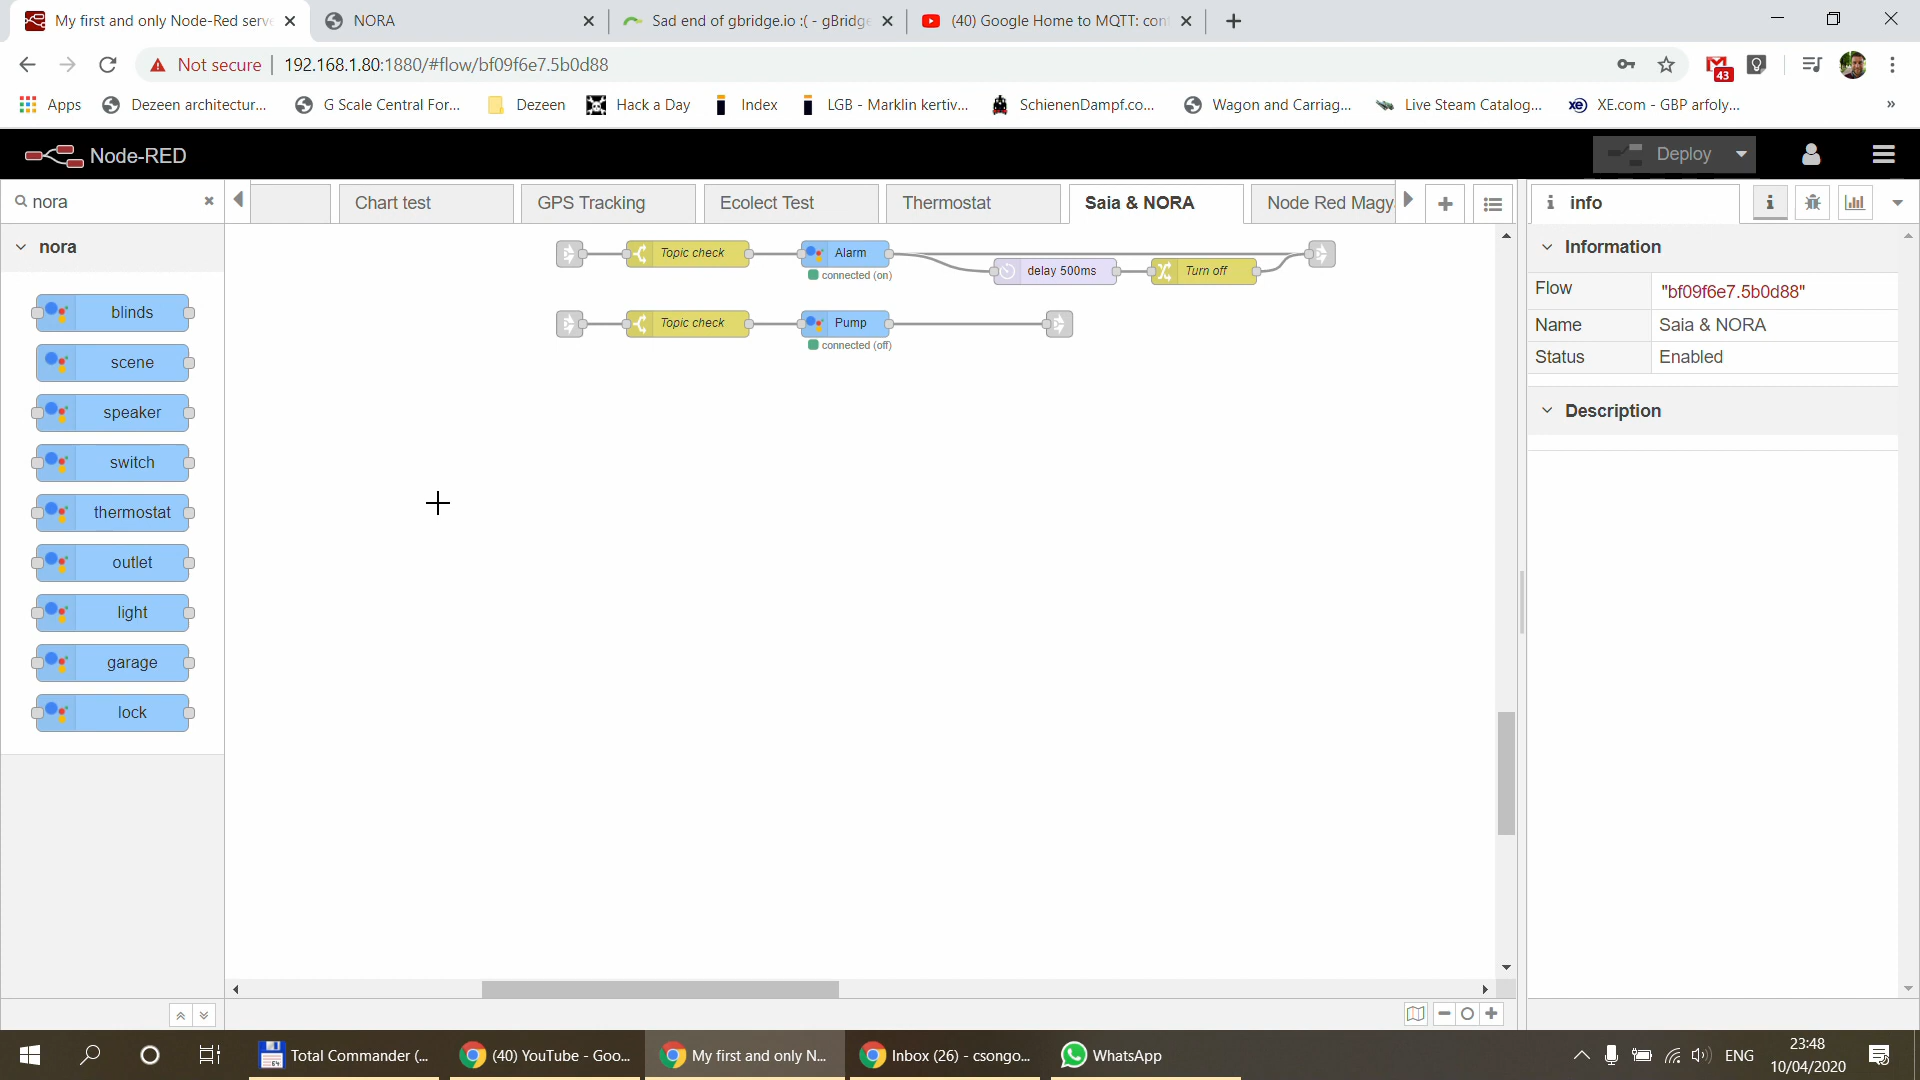 My first and only Node-Red serve
NORA
Sad end of gbridge.io :( - gBridge
(40) Google Home to MQTT: con
Not secure
192.168.1.80:1880/#flow/bf09f6e7.5b0d88
43
Apps
Dezeen architectur...
G Scale Central For...
Dezeen
Hack a Day
Index
LGB - Marklin kertiv...
SchienenDampf.co...
Wagon and Carriag...
Live Steam Catalog...
xe XE.com - GBP arfoly...
»
Node-RED
Deploy
nora
Chart test
GPS Tracking
Ecolect Test
Thermostat
Saia & NORA
Node Red Magy
i info
nora
blinds
scene
speaker
switch
thermostat
outlet
light
garage
lock
Topic check
Alarm
connected (on)
delay 500ms
Turn off
Topic check
Pump
connected (off)
Information
Flow "bf09f6e7.5b0d88"
Name Saia & NORA
Status Enabled
Description
64
Total Commander (...
(40) YouTube - Goo...
My first and only N...
Inbox (26) - csongo...
WhatsApp
ENG
23:48
10/04/2020